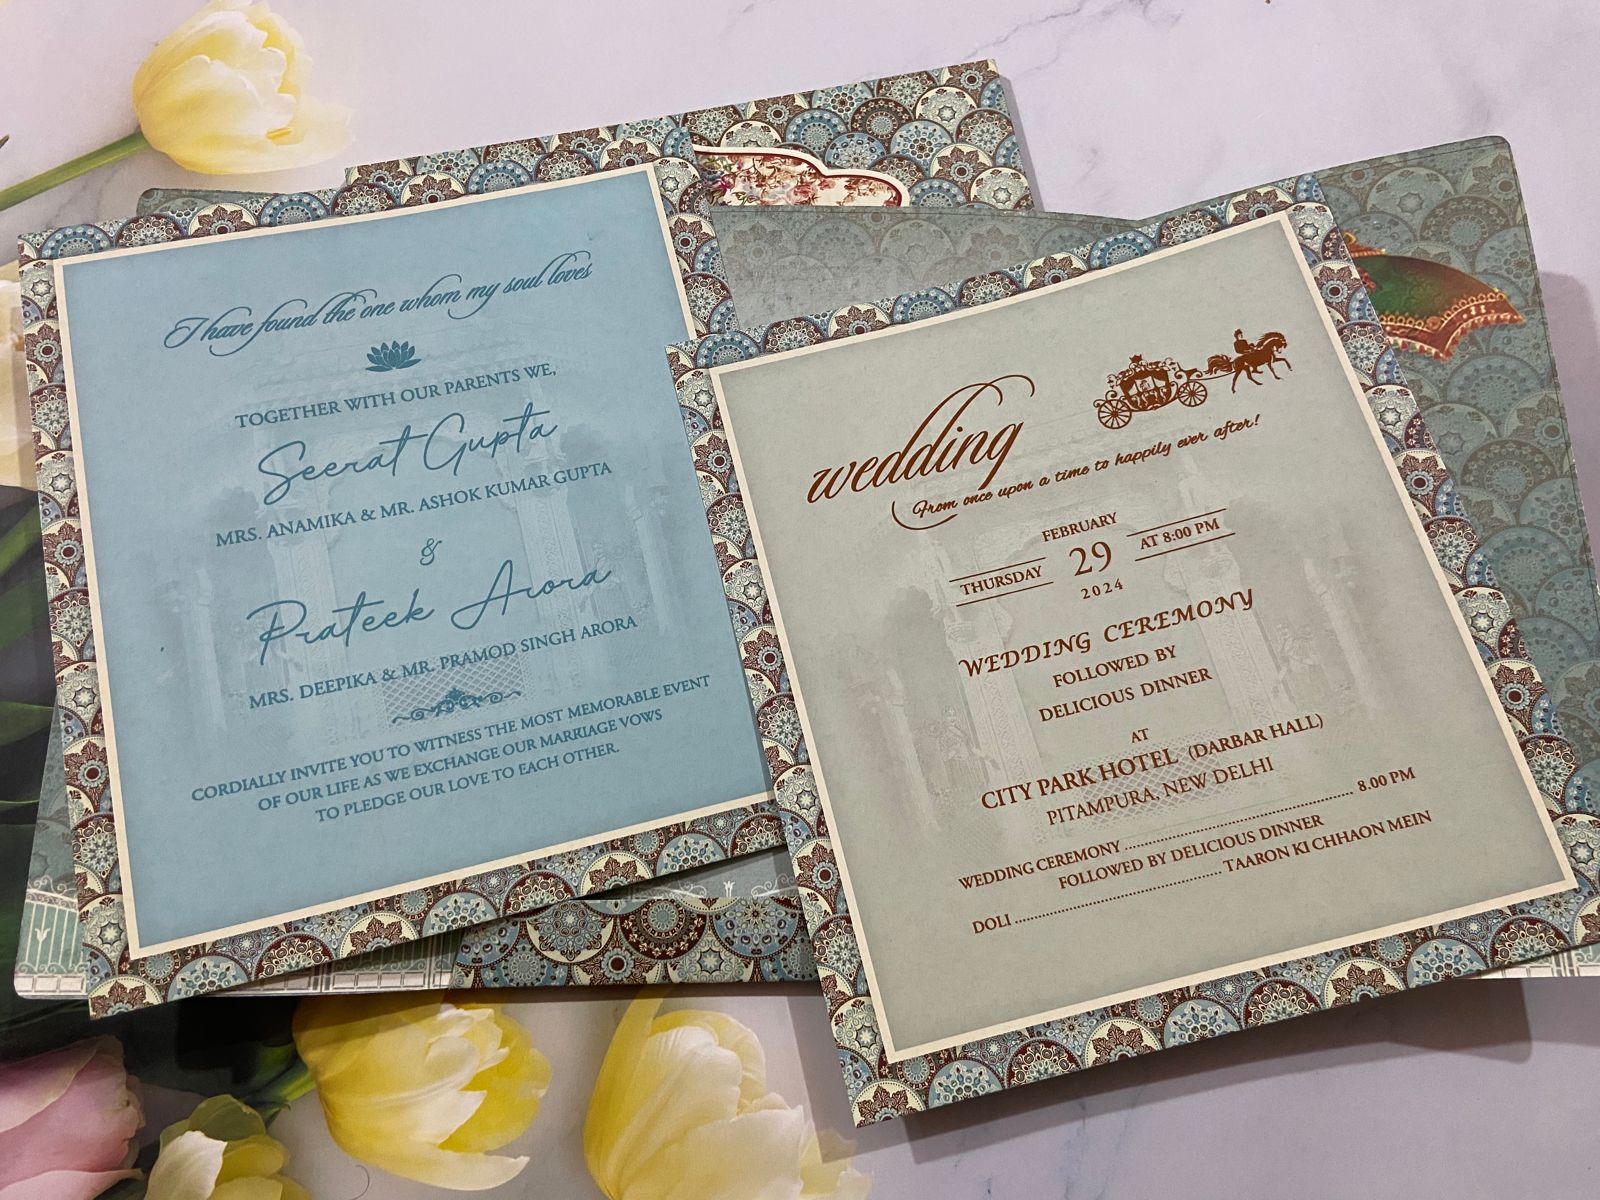 I have found the one whom my soul loves
TOGETHER WITH OUR PARENTS WE,
Seerat Gupta
MRS. ANAMIKA & MR. ASHOK KUMAR GUPTA
&
Prateek Arora
MRS. DEEPIKA & MR. PRAMOD SINGH ARORA
CORDIALLY INVITE YOU TO WITNESS THE MOST MEMORABLE EVENT
OF OUR LIFE AS WE EXCHANGE OUR MARRIAGE VOWS
TO PLEDGE OUR LOVE TO EACH OTHER.
wedding
From once upon a time to happily ever after!
FEBRUARY
THURSDAY 29 AT 8:00 PM
2024
WEDDING CEREMONY
FOLLOWED BY
DELICIOUS DINNER
AT
CITY PARK HOTEL (DARBAR HALL)
PITAMPURA, NEW DELHI
WEDDING CEREMONY ........................................ 8.00 PM
FOLLOWED BY DELICIOUS DINNER
DOLI ........................................ TAARON KI CHHAON MEIN